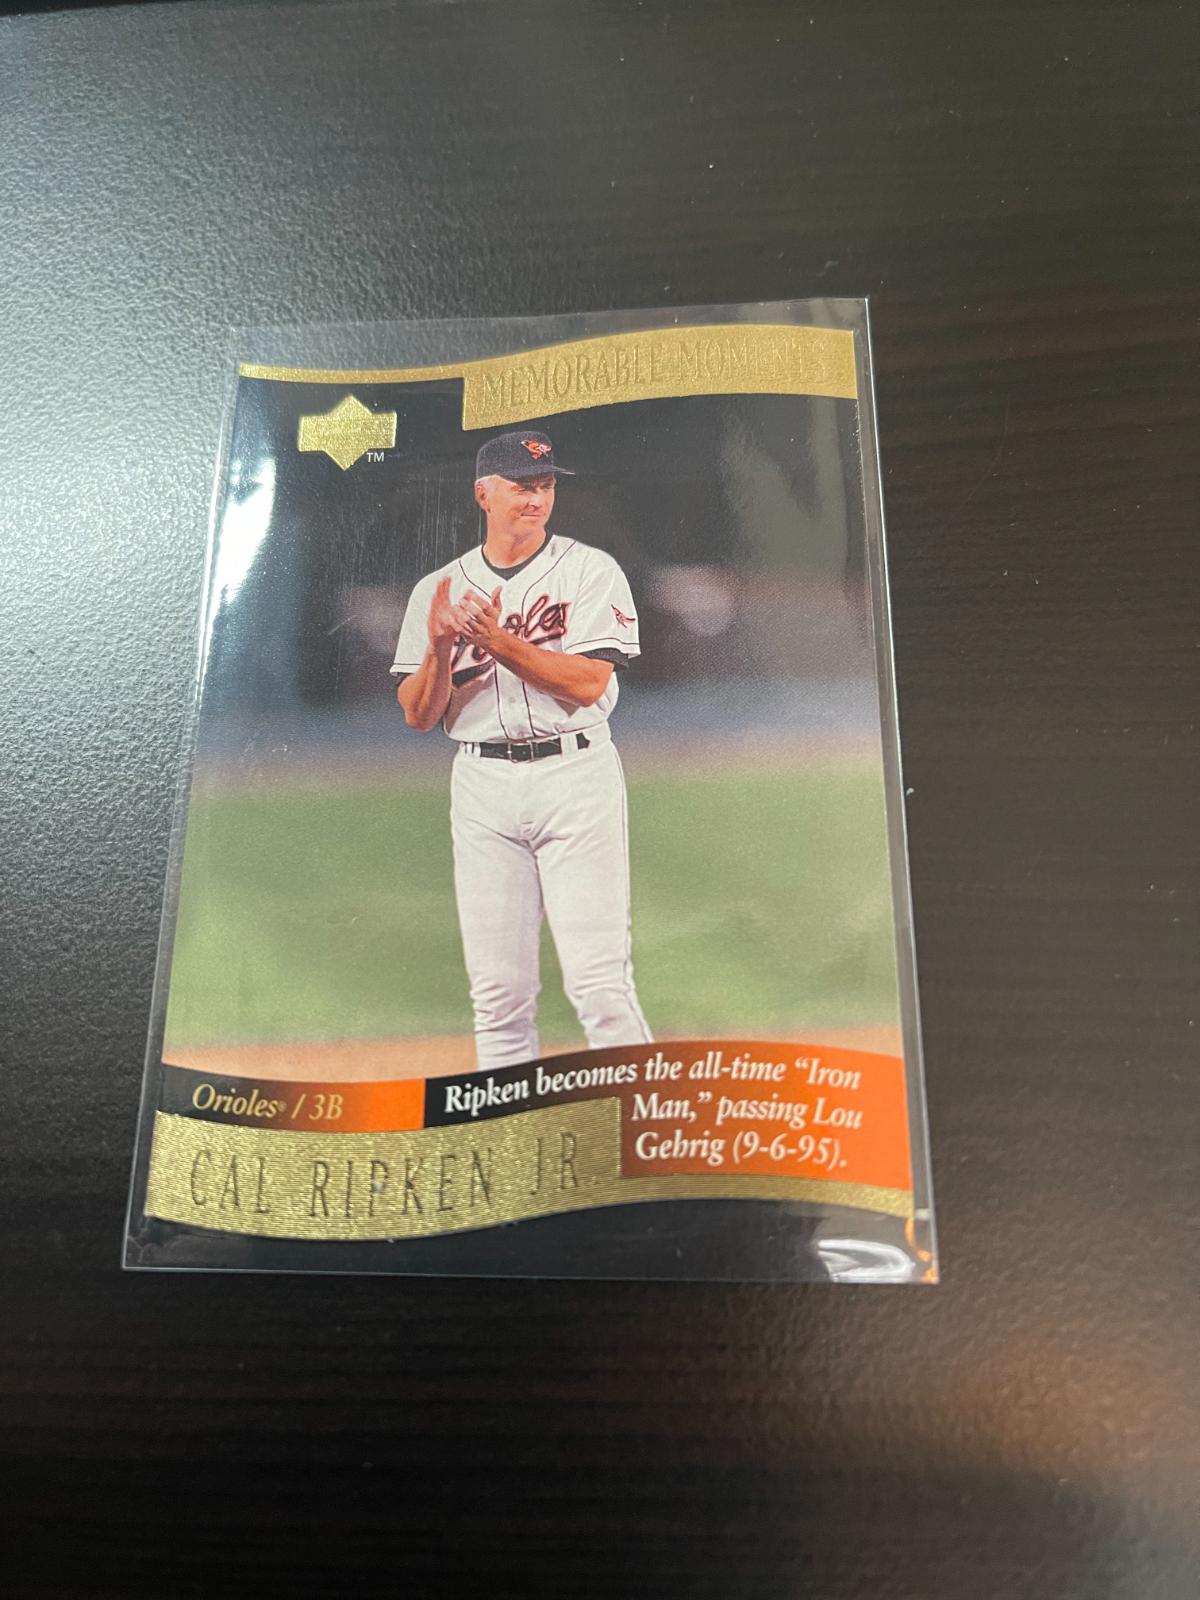 MEMORABLE MOMENTS
TM
Orioles
Orioles® / 3B
Ripken becomes the all-time “Iron
Man,” passing Lou
Gehrig (9-6-95).
CAL RIPKEN JR.